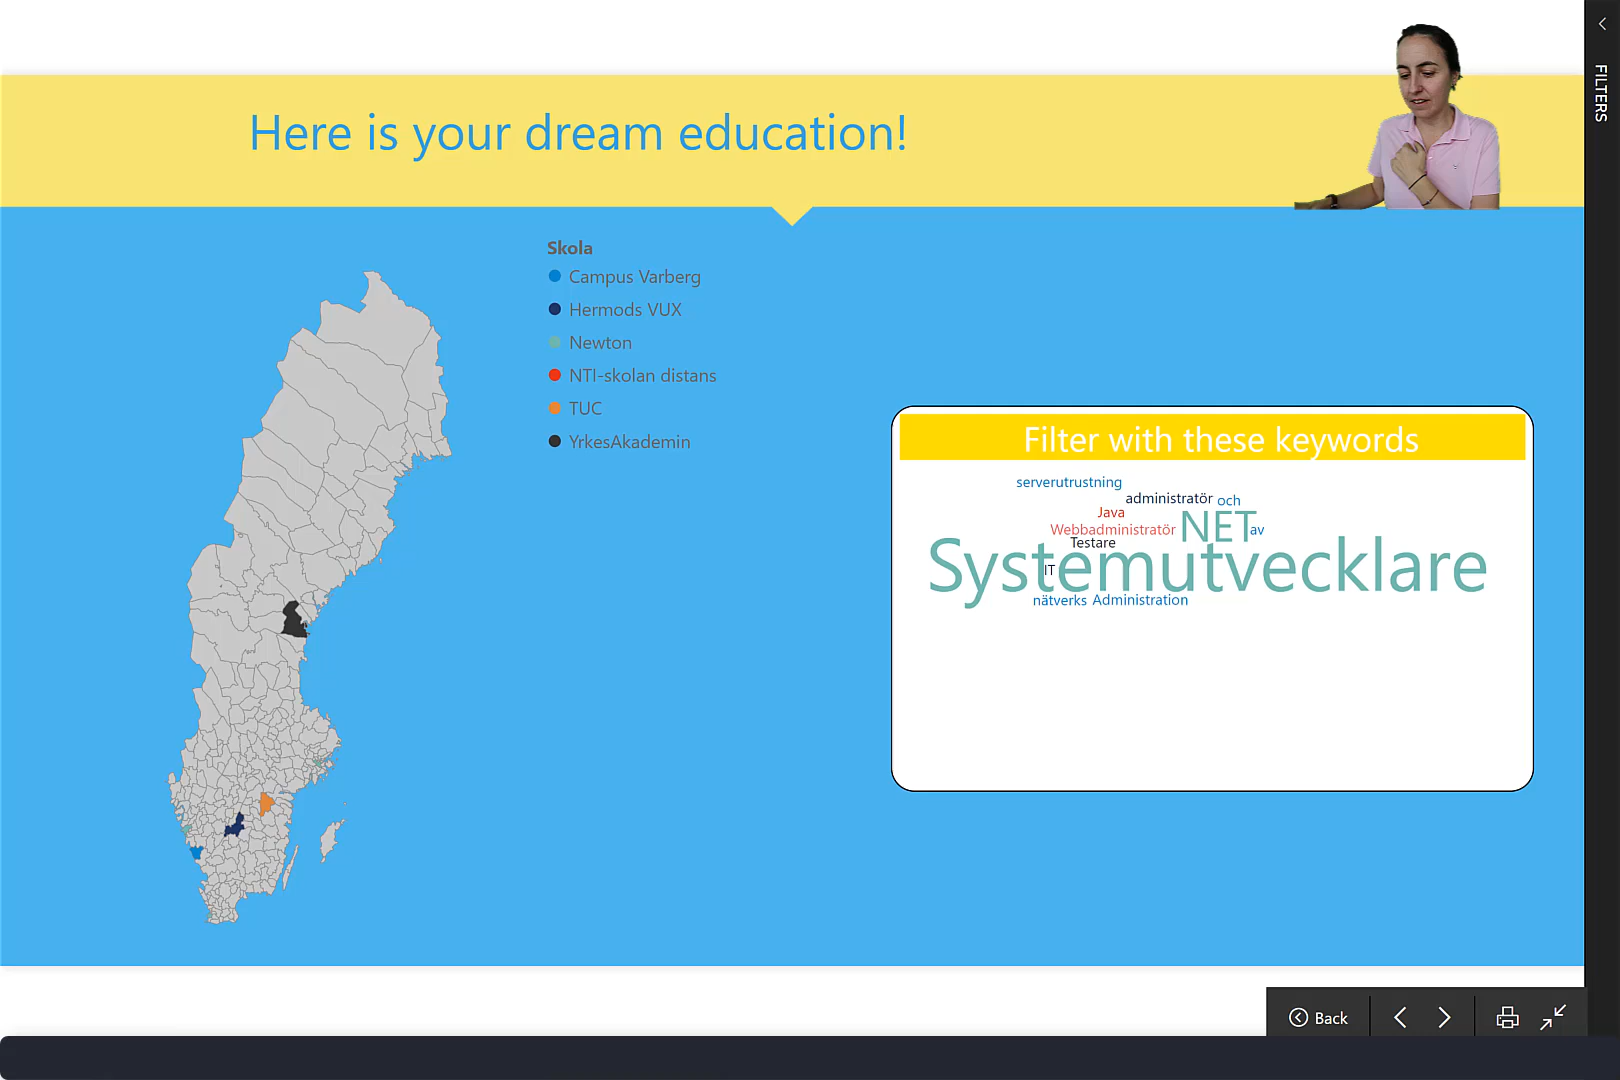 FILTERS
Here is your dream education!
Skola
Campus Varberg
Hermods VUX
Newton
NTI-skolan distans
TUC
YrkesAkademin
Filter with these keywords
serverutrustning
administratör och
Java
Webbadministratör NET av
Testare
Systemutvecklare
IT
nätverks Administration
Back